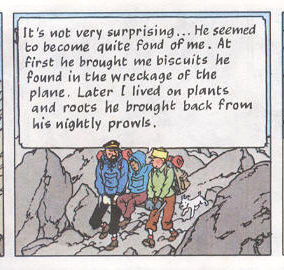 It's not very surprising... He seemed
to become quite fond of me. At
first he brought me biscuits he
found in the wreckage of the
plane. Later I lived on plants
and roots he brought back from
his nightly prowls.